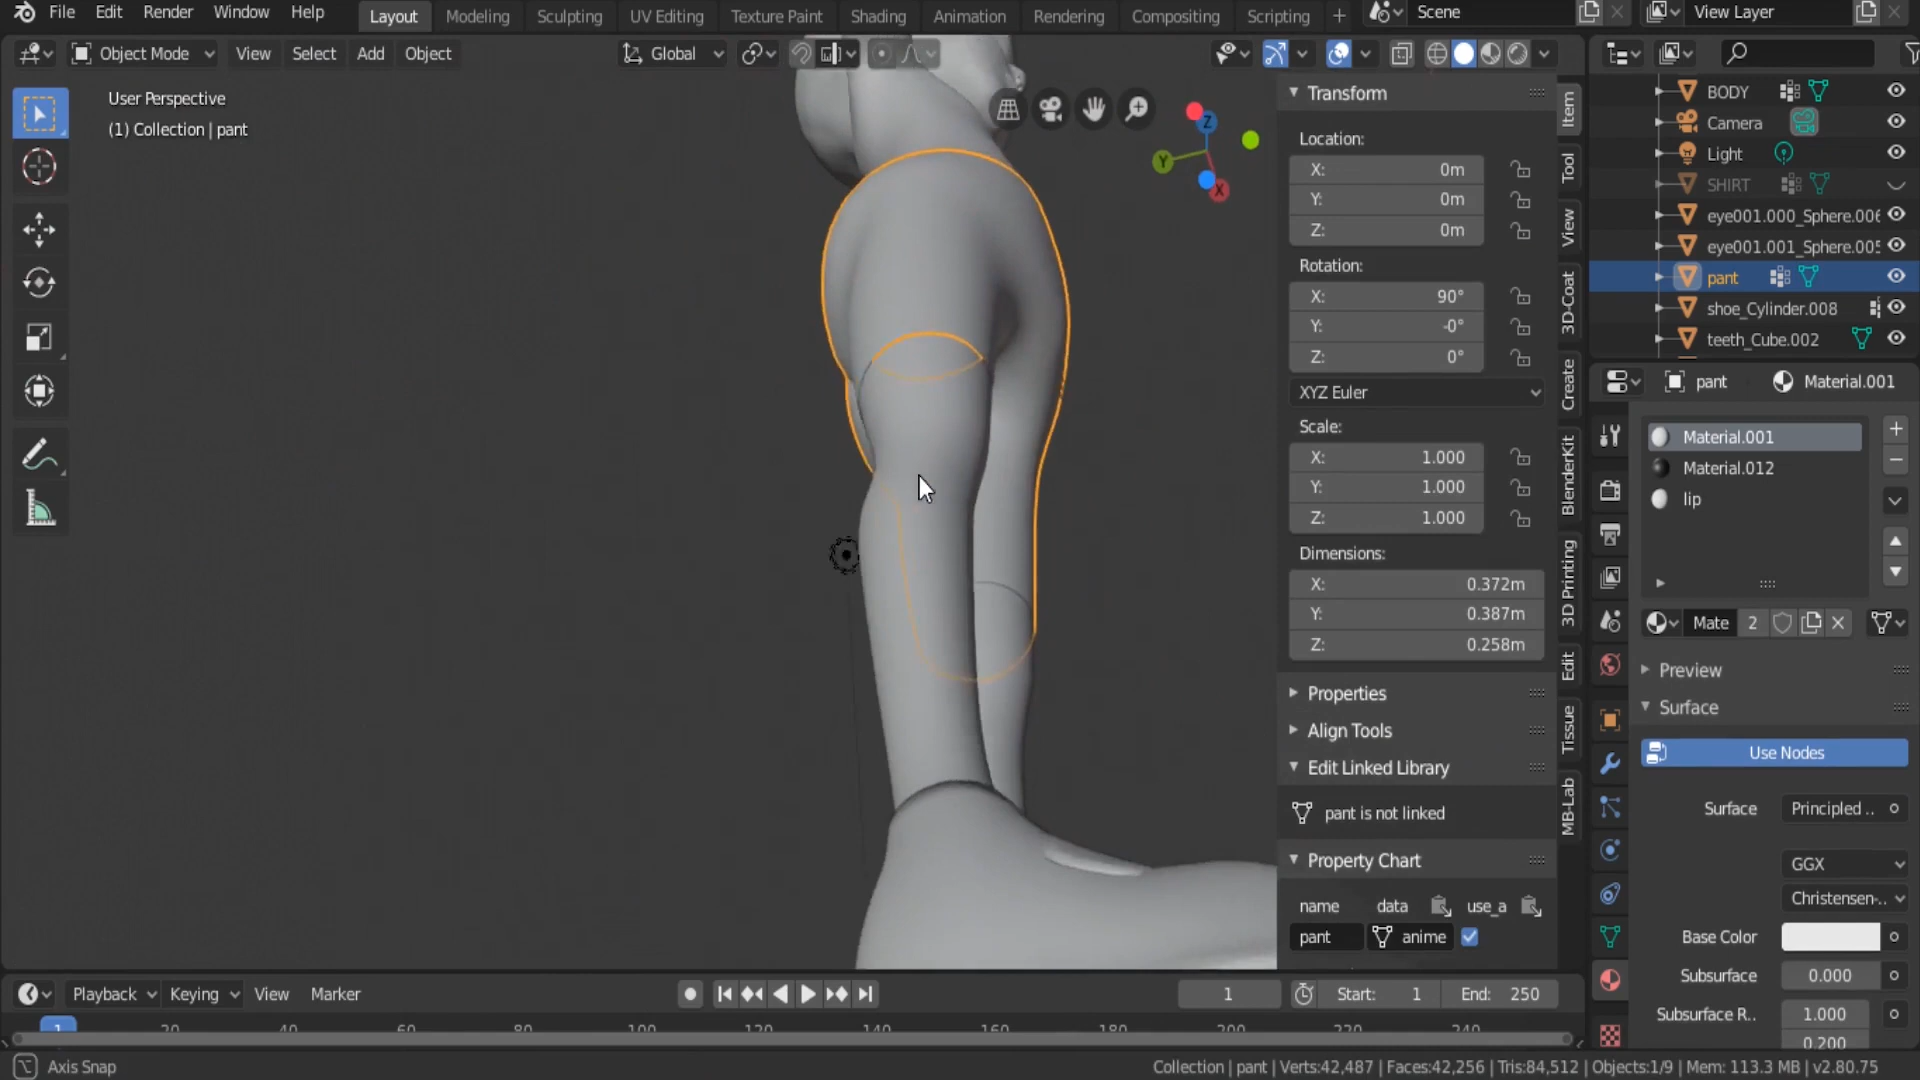 File Edit Render Window Help
Layout Modeling Sculpting UV Editing Texture Paint Shading Animation Rendering Compositing Scripting +
Scene
View Layer
Object Mode View Select Add Object
Global
User Perspective
(1) Collection | pant
Z
Y
X
Transform
Location:
X: 0m
Y: 0m
Z: 0m
Rotation:
X: 90°
Y: -0°
Z: 0°
XYZ Euler
Scale:
X: 1.000
Y: 1.000
Z: 1.000
Dimensions:
X: 0.372m
Y: 0.387m
Z: 0.258m
Properties
Align Tools
Edit Linked Library
pant is not linked
Property Chart
name data use_a
pant anime
Item
Tool
View
3D-Coat
Create
BlenderKit
3D Printing
Edit
Tissue
MB-Lab
BODY
Camera
Light
SHIRT
eye001.000_Sphere.006
eye001.001_Sphere.005
pant
shoe_Cylinder.008
teeth_Cube.002
pant Material.001
Material.001
Material.012
lip
Mate 2
Preview
Surface
Use Nodes
Surface Principled ..
GGX
Christensen-..
Base Color
Subsurface 0.000
Subsurface R.. 1.000
0.200
Playback Keying View Marker
1 Start: 1 End: 250
1 20 40 60 80 100 120 140 160 180 200 220 240
Axis Snap
Collection | pant | Verts:42,487 | Faces:42,256 | Tris:84,512 | Objects:1/9 | Mem: 113.3 MB | v2.80.75